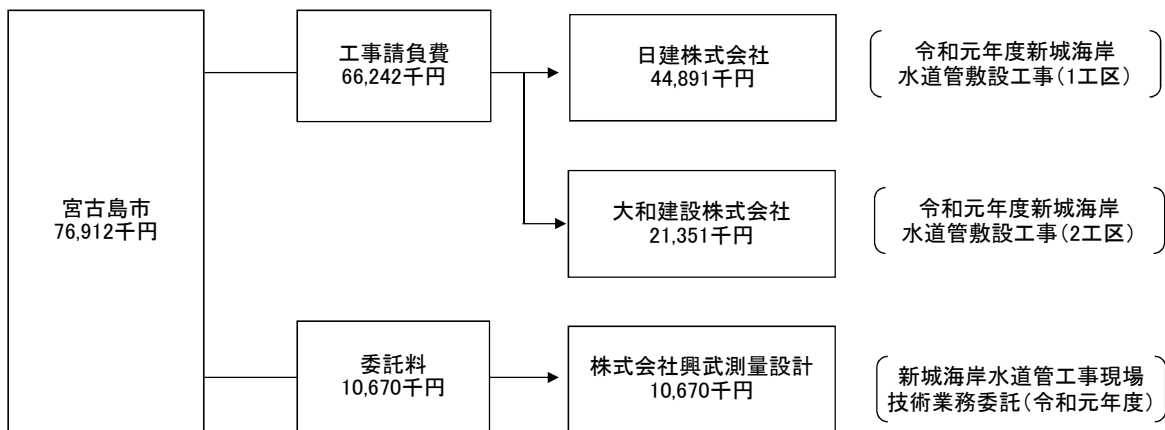 工事請負費
66,242千円
日建株式会社
44,891千円
令和元年度新城海岸
水道管敷設工事(1工区)
宮古島市
76,912千円
大和建設株式会社
21,351千円
令和元年度新城海岸
水道管敷設工事(2工区)
委託料
10,670千円
株式会社興武測量設計
10,670千円
新城海岸水道管工事現場
技術業務委託(令和元年度)